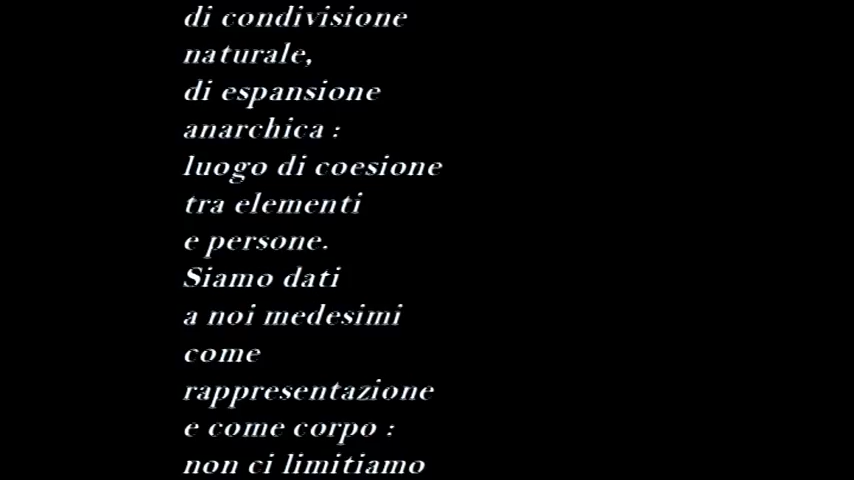 di condivisione
naturale,
di espansione
anarchica :
luogo di coesione
tra elementi
e persone.
Siamo dati
a noi medesimi
come
rappresentazione
e come corpo :
non ci limitiamo